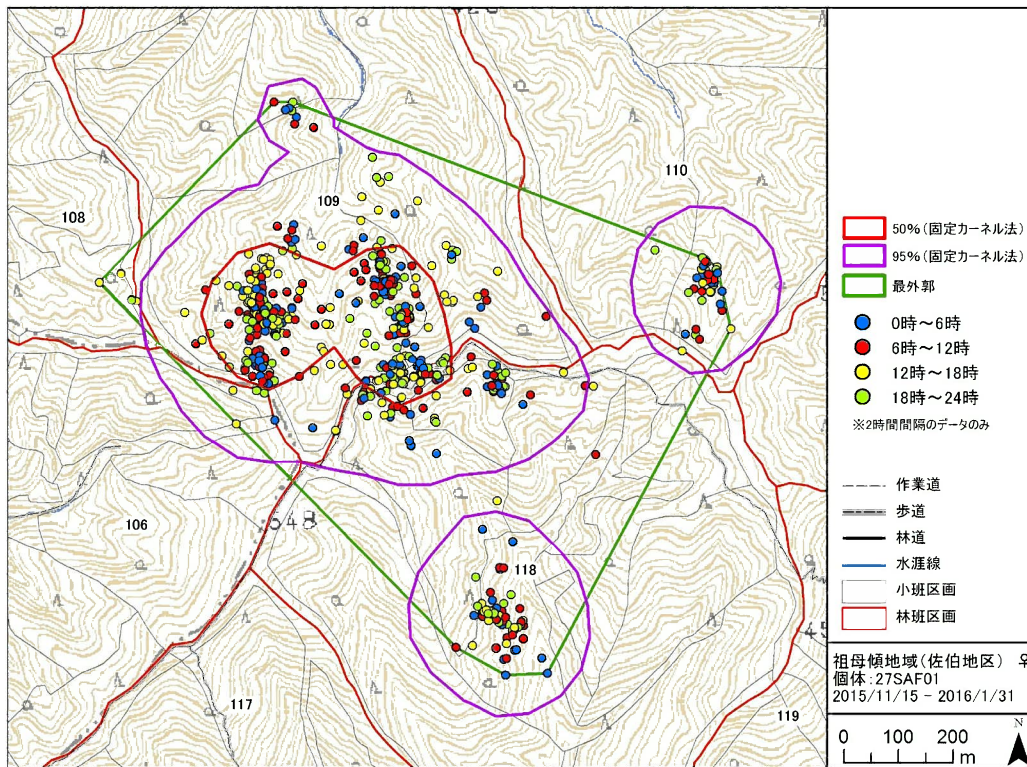 110
109
108
118
106
548
117
119
50%(固定カーネル法)
95%(固定カーネル法)
最外郭
0時~6時
6時~12時
12時~18時
18時~24時
※2時間間隔のデータのみ
作業道
歩道
林道
水涯線
小班区画
林班区画
祖母傾地域(佐伯地区) ♀
個体:27SAF01
2015/11/15 - 2016/1/31
N
0 100 200
m